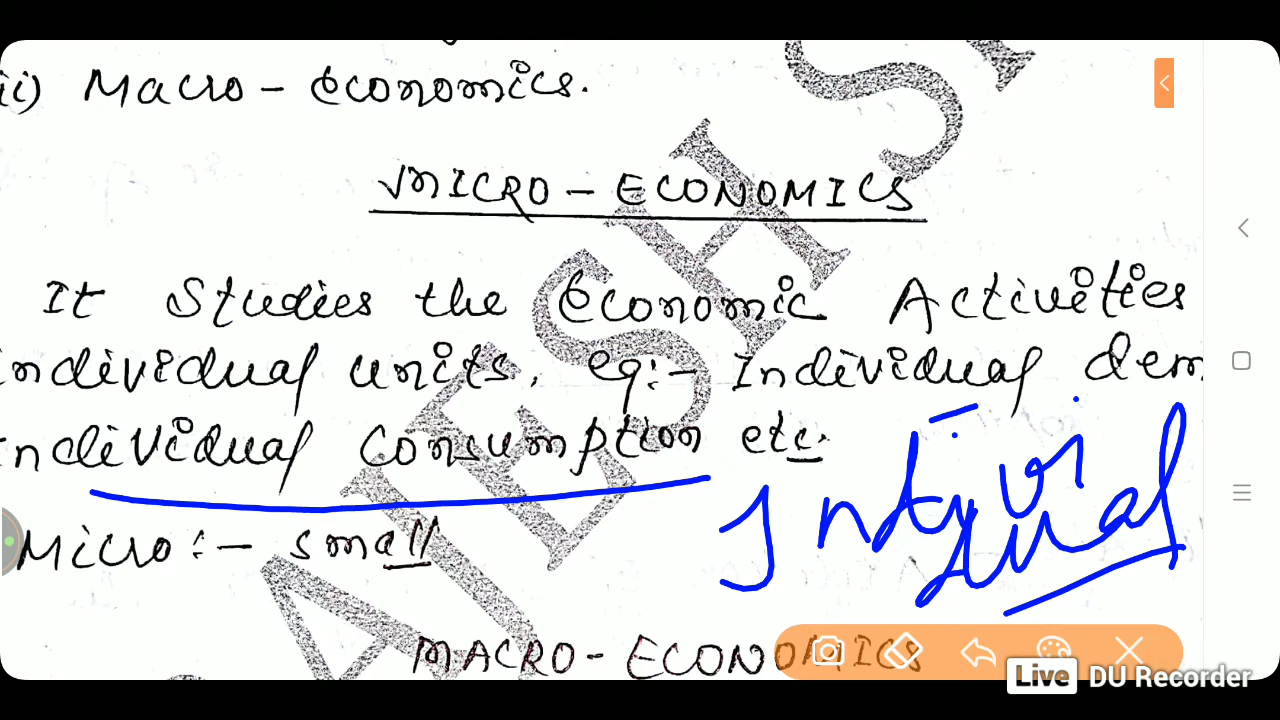 ii) Macro - Economics.
MICRO - ECONOMICS
It Studies the Economic Activities
individual units. eg:- Individual dem
individual Consumption etc.
Individual
Micro :- small
MACRO - ECONOMICS
Live DU Recorder